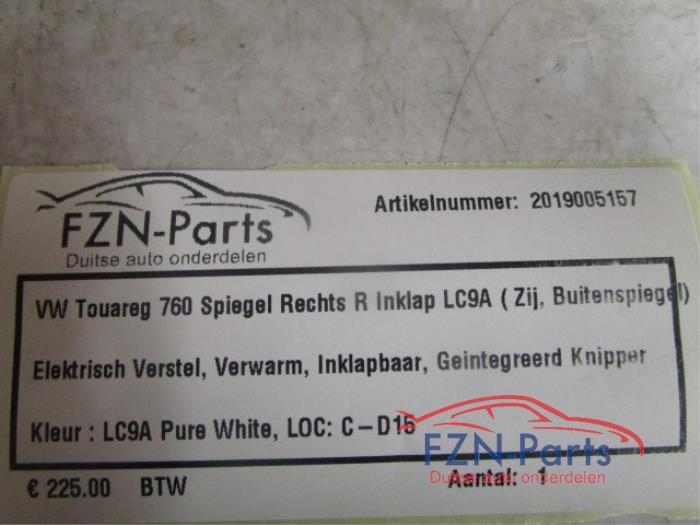 FZN-Parts
FZN-Parts
Duitse auto onderdelen
Artikelnummer: 2019005157
VW Touareg 760 Spiegel Rechts R Inklap LC9A ( Zij, Buitenspiegel)
Elektrisch Verstel, Verwarm, Inklapbaar, Geintegreerd Knipper
Kleur : LC9A Pure White, LOC: C-D15
€ 225.00 BTW
Aantal: 1
FZN-Parts
Duitse auto onderdelen